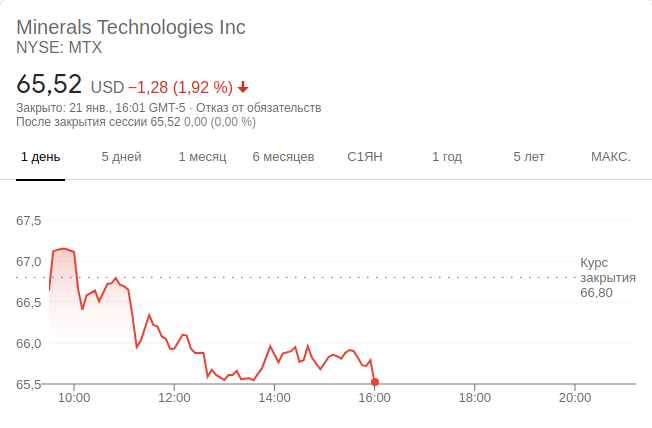 Minerals Technologies Inc
NYSE: MTX
65,52 USD −1,28 (1,92 %)
Закрыто: 21 янв., 16:01 GMT-5 · Отказ от обязательств
После закрытия сессии 65,52 0,00 (0,00 %)
1 день 5 дней 1 месяц 6 месяцев С1ЯН 1 год 5 лет МАКС.
67,5
67,0
66,5
66,0
65,5
Курс
закрытия
66,80
10:00 12:00 14:00 16:00 18:00 20:00